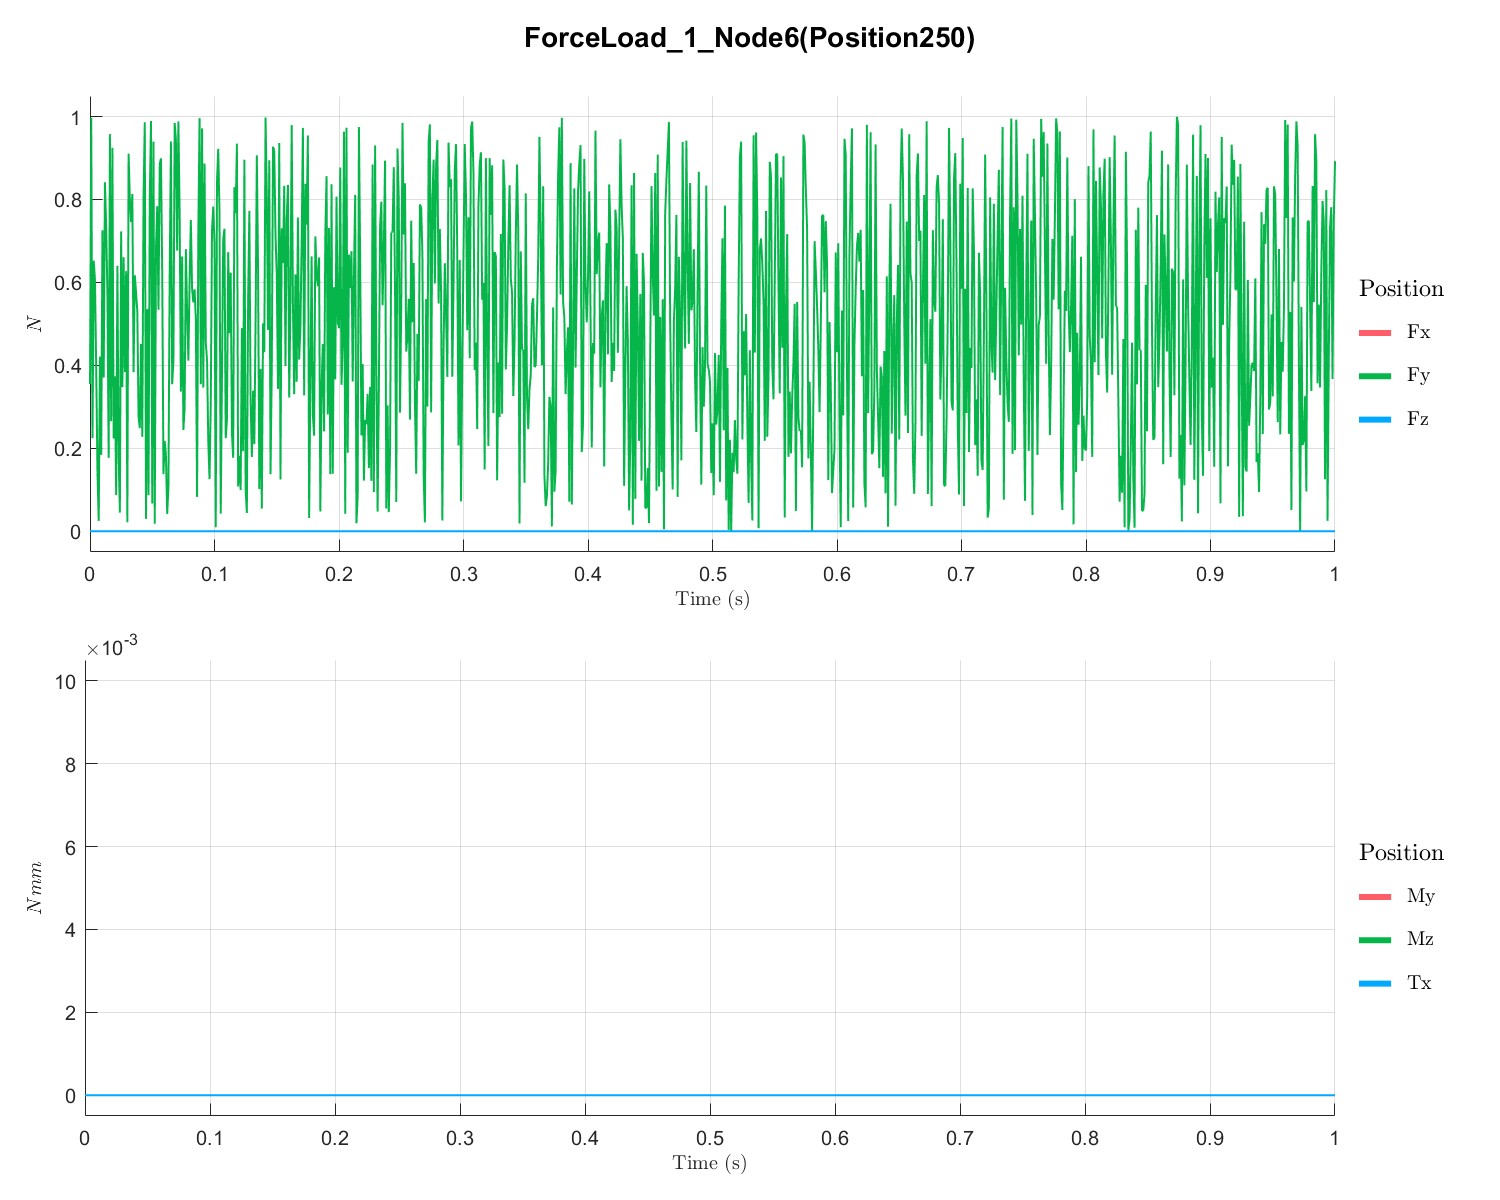 ForceLoad_1_Node6(Position250)
1
0.8
0.6
0.4
0.2
0
N
0 0.1 0.2 0.3 0.4 0.5 0.6 0.7 0.8 0.9 1
Time (s)
Position
Fx
Fy
Fz
×10-3
10
8
6
4
2
0
Nmm
0 0.1 0.2 0.3 0.4 0.5 0.6 0.7 0.8 0.9 1
Time (s)
Position
My
Mz
Tx